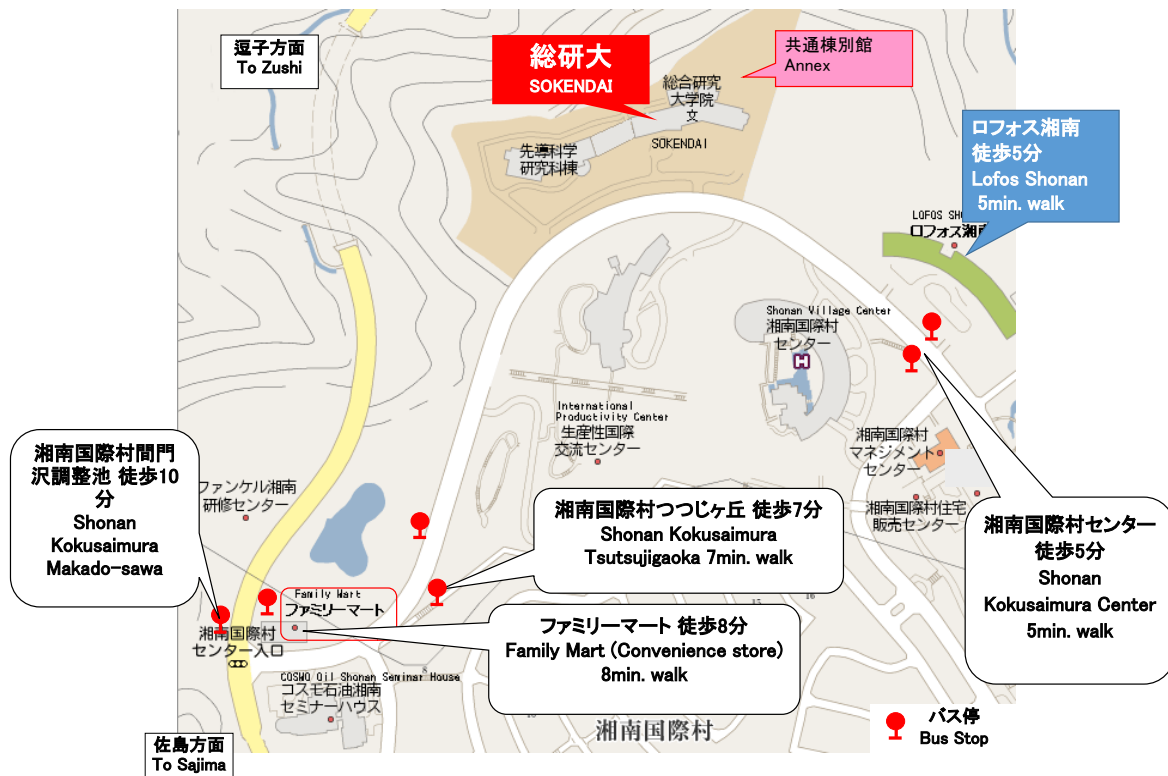 逗子方面
To Zushi
総研大
SOKENDAI
共通棟別館
Annex
総合研究
大学院
文
SOKENDAI
先導科学
研究科棟
ロフォス湘南
徒歩5分
Lofos Shonan
5min. walk
LOFOS SHO
ロフォス湘南
Shonan Village Center
湘南国際村
センター
H
International
Productivity Center
生産性国際
交流センター
湘南国際村
マネジメント
センター
湘南国際村住宅
販売センター
湘南国際村間門
沢調整池 徒歩10
分
Shonan
Kokusaimura
Makado-sawa
ファンケル湘南
研修センター
湘南国際村つつじヶ丘 徒歩7分
Shonan Kokusaimura
Tsutsujigaoka 7min. walk
湘南国際村センター
徒歩5分
Shonan
Kokusaimura Center
5min. walk
Family Mart
ファミリーマート
ファミリーマート 徒歩8分
Family Mart (Convenience store)
8min. walk
湘南国際村
センター入口
COSMO Oil Shonan Seminar House
コスモ石油湘南
セミナーハウス
8
15
16
湘南国際村
バス停
Bus Stop
佐島方面
To Sajima